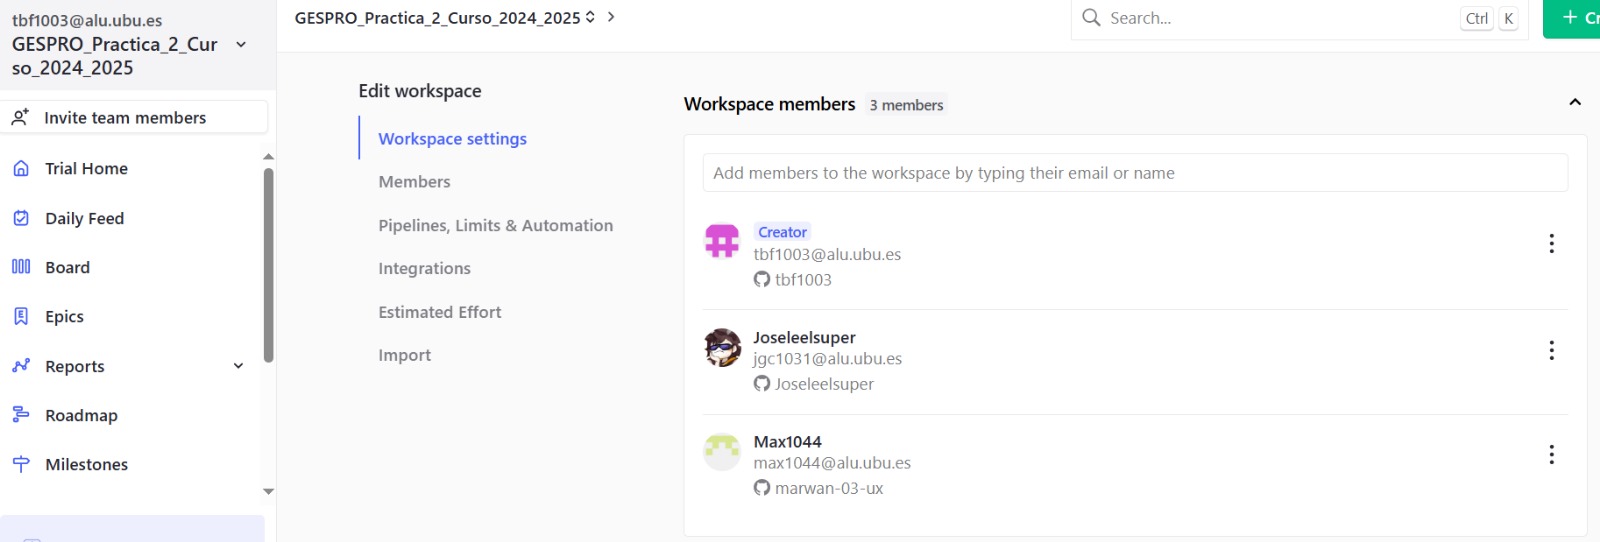 tbf1003@alu.ubu.es
GESPRO_Practica_2_Cur
so_2024_2025
Invite team members
Trial Home
Daily Feed
Board
Epics
Reports
Roadmap
Milestones
GESPRO_Practica_2_Curso_2024_2025
Search...
Ctrl
K
+ Cr
Edit workspace
Workspace settings
Members
Pipelines, Limits & Automation
Integrations
Estimated Effort
Import
Workspace members 3 members
Add members to the workspace by typing their email or name
Creator
tbf1003@alu.ubu.es
tbf1003
Joseleelsuper
jgc1031@alu.ubu.es
Joseleelsuper
Max1044
max1044@alu.ubu.es
marwan-03-ux